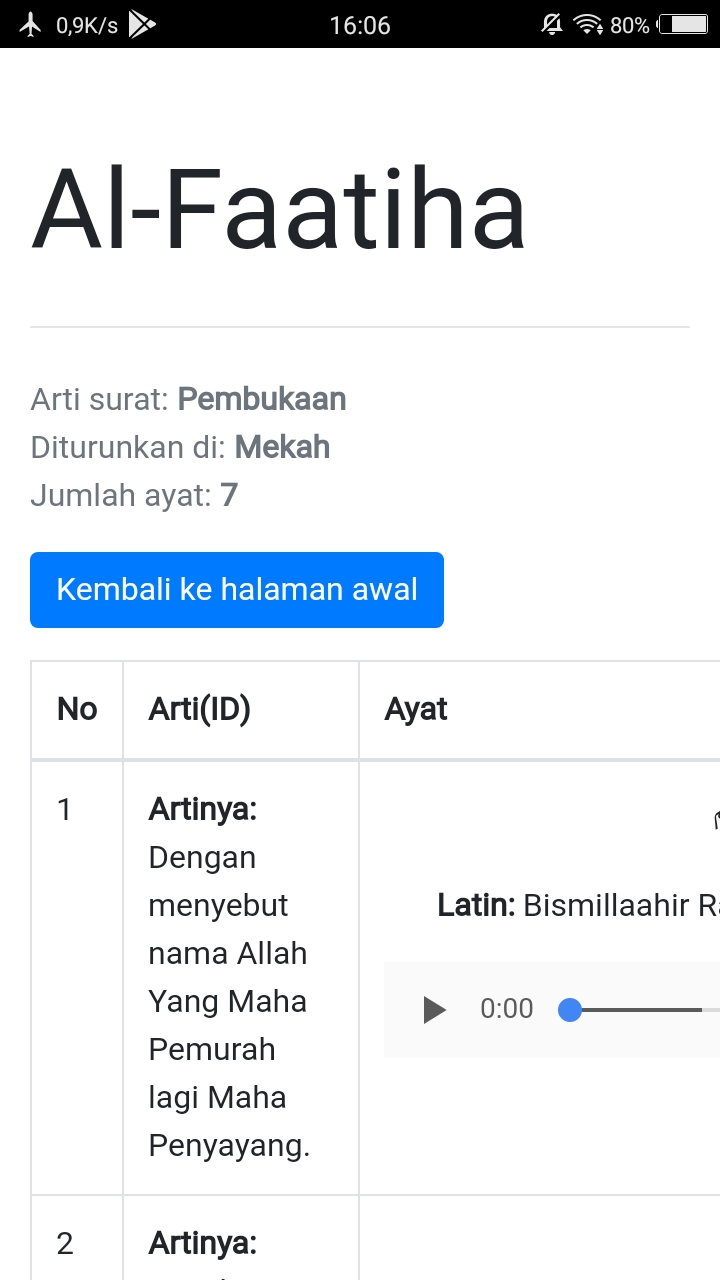 0,9K/s 16:06 80%
Al-Faatiha
Arti surat: Pembukaan
Diturunkan di: Mekah
Jumlah ayat: 7
Kembali ke halaman awal
No Arti(ID) Ayat
1 Artinya:
Dengan
menyebut
nama Allah
Yang Maha
Pemurah
lagi Maha
Penyayang.
Latin: Bismillaahir
0:00
2 Artinya: